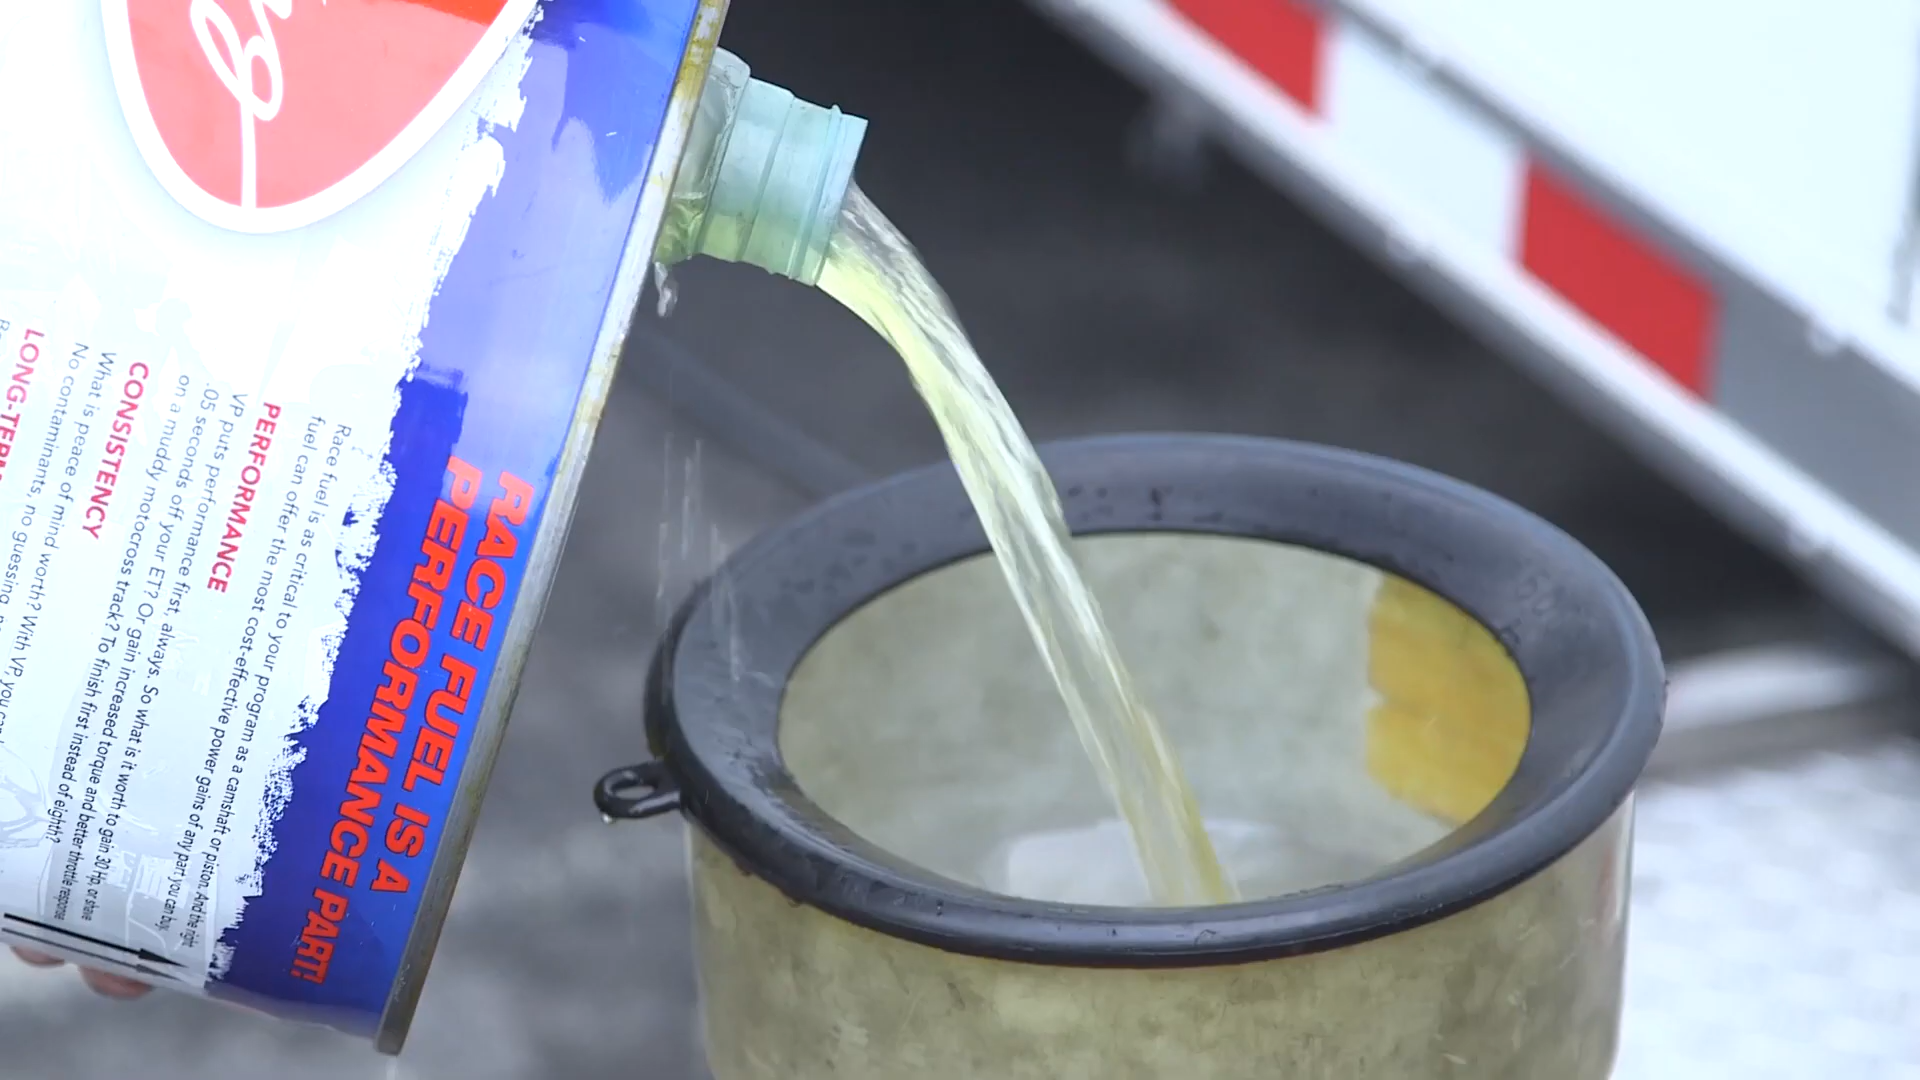 RACE FUEL IS A
PERFORMANCE PART!
Race fuel is as critical to your program as a camshaft or piston. And the right
fuel can offer the most cost-effective power gains of any part you can buy.
PERFORMANCE
VP puts performance first, always. So what is it worth to gain 30 Hp, or shave
.05 seconds off your ET? Or gain increased torque and better throttle response
on a muddy motocross track? To finish first instead of eighth?
CONSISTENCY
What is peace of mind worth? With VP, you can
No contaminants, no guessing
LONG-TERM